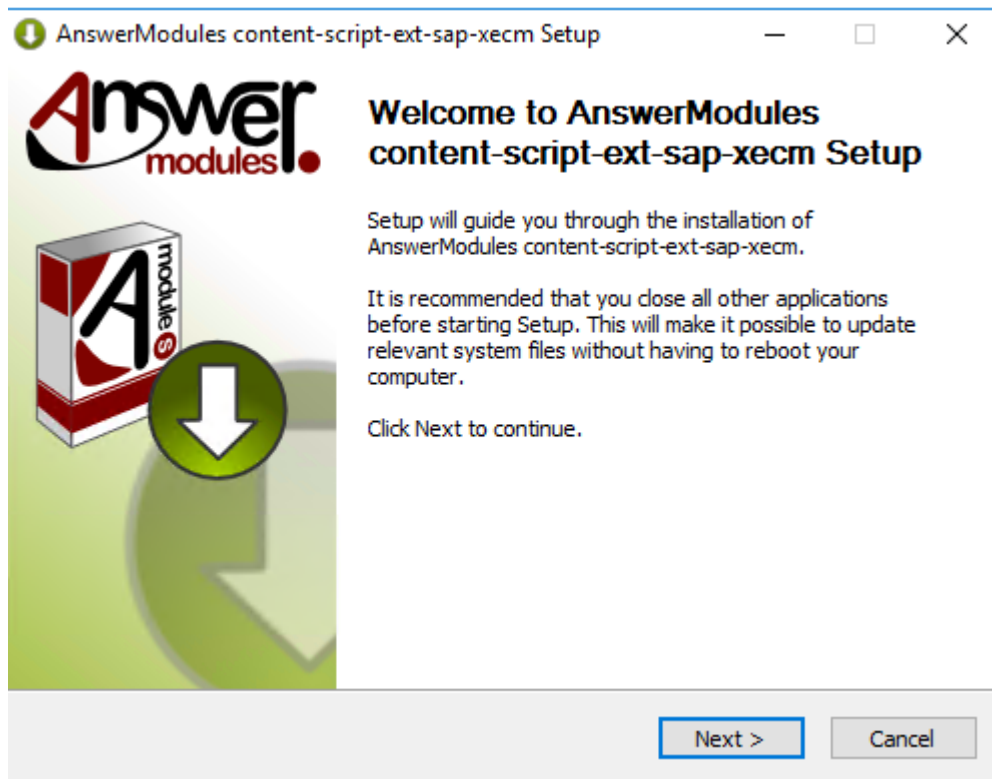 AnswerModules content-script-ext-sap-xecm Setup
Answer
modules
Welcome to AnswerModules
content-script-ext-sap-xecm Setup
Setup will guide you through the installation of
AnswerModules content-script-ext-sap-xecm.
It is recommended that you close all other applications
before starting Setup. This will make it possible to update
relevant system files without having to reboot your
computer.
Click Next to continue.
A
modules
Next >
Cancel